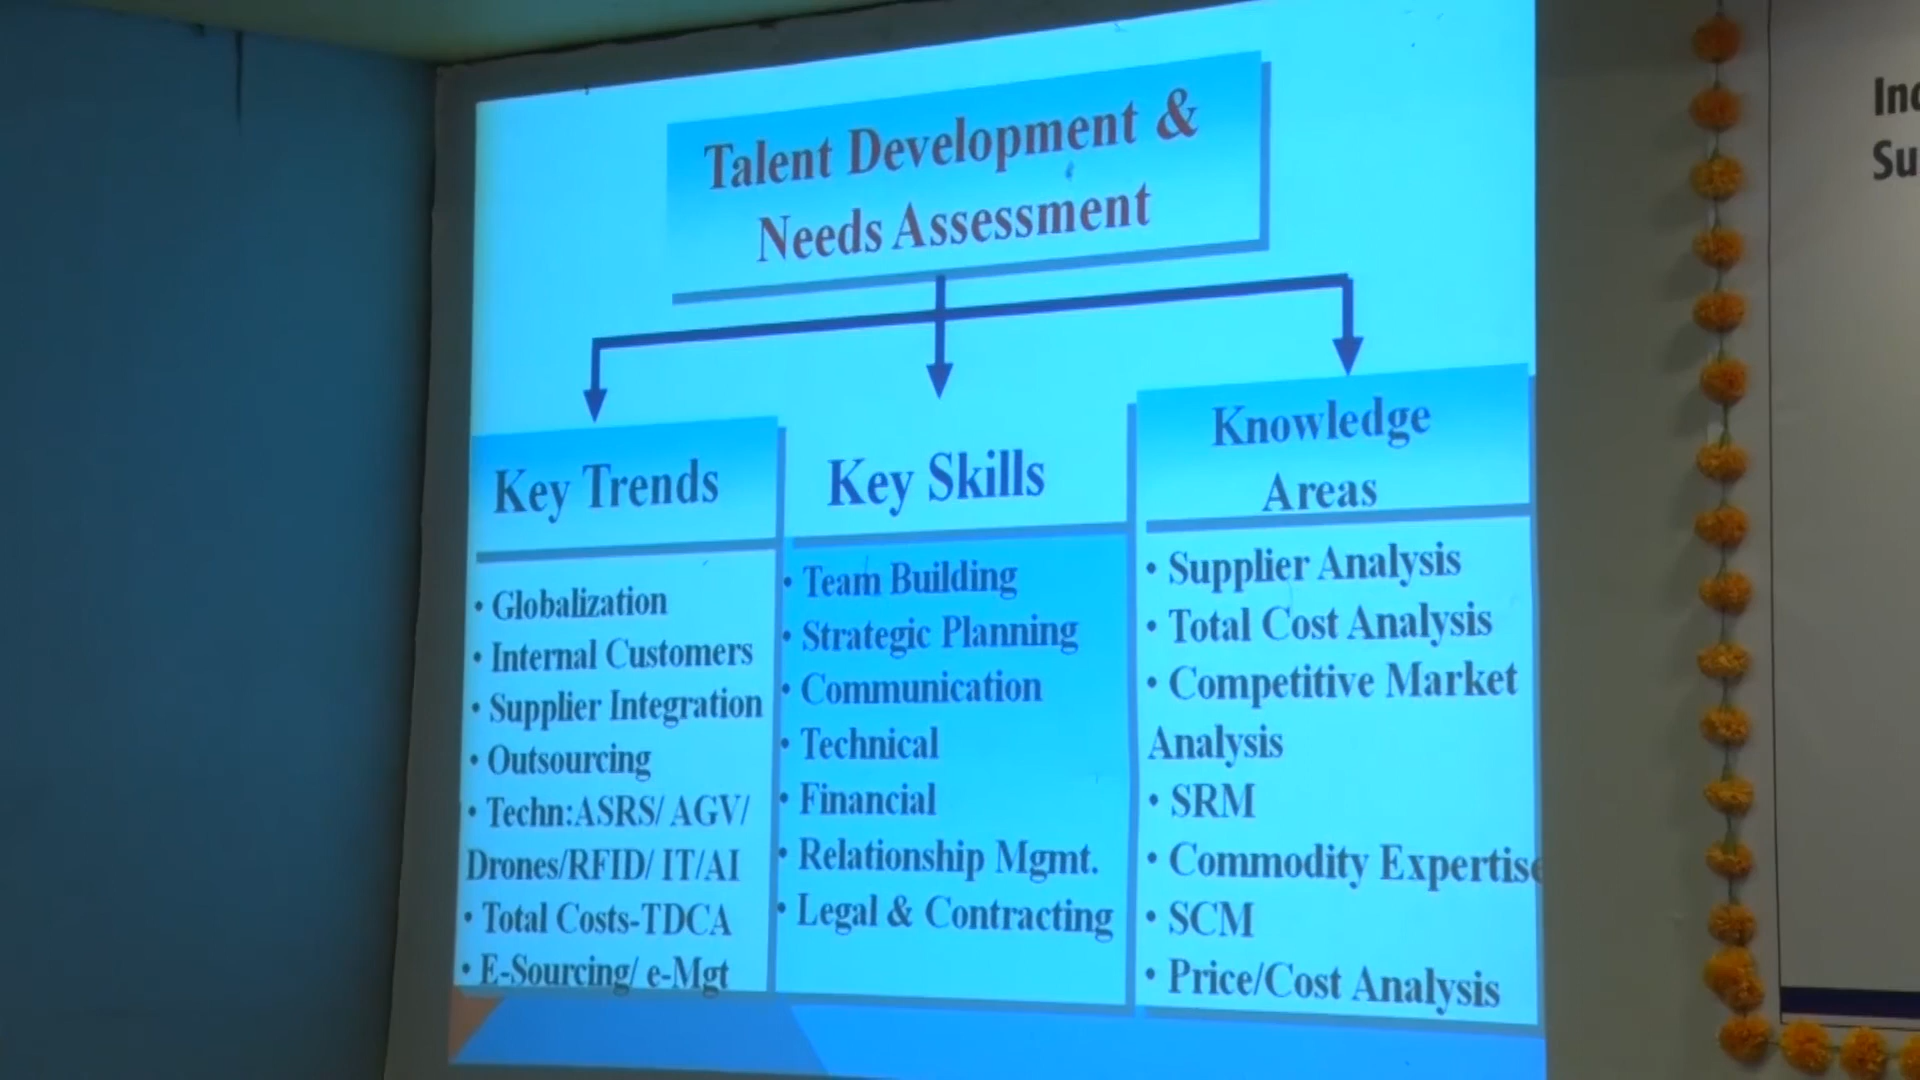 Talent Development &
Needs Assessment
Key Trends
• Globalization
• Internal Customers
• Supplier Integration
• Outsourcing
• Techn:ASRS/ AGV/
Drones/RFID/ IT/AI
• Total Costs-TDCA
• E-Sourcing/ e-Mgt
Key Skills
• Team Building
• Strategic Planning
• Communication
• Technical
• Financial
• Relationship Mgmt.
• Legal & Contracting
Knowledge
Areas
• Supplier Analysis
• Total Cost Analysis
• Competitive Market
Analysis
• SRM
• Commodity Expertise
• SCM
• Price/Cost Analysis